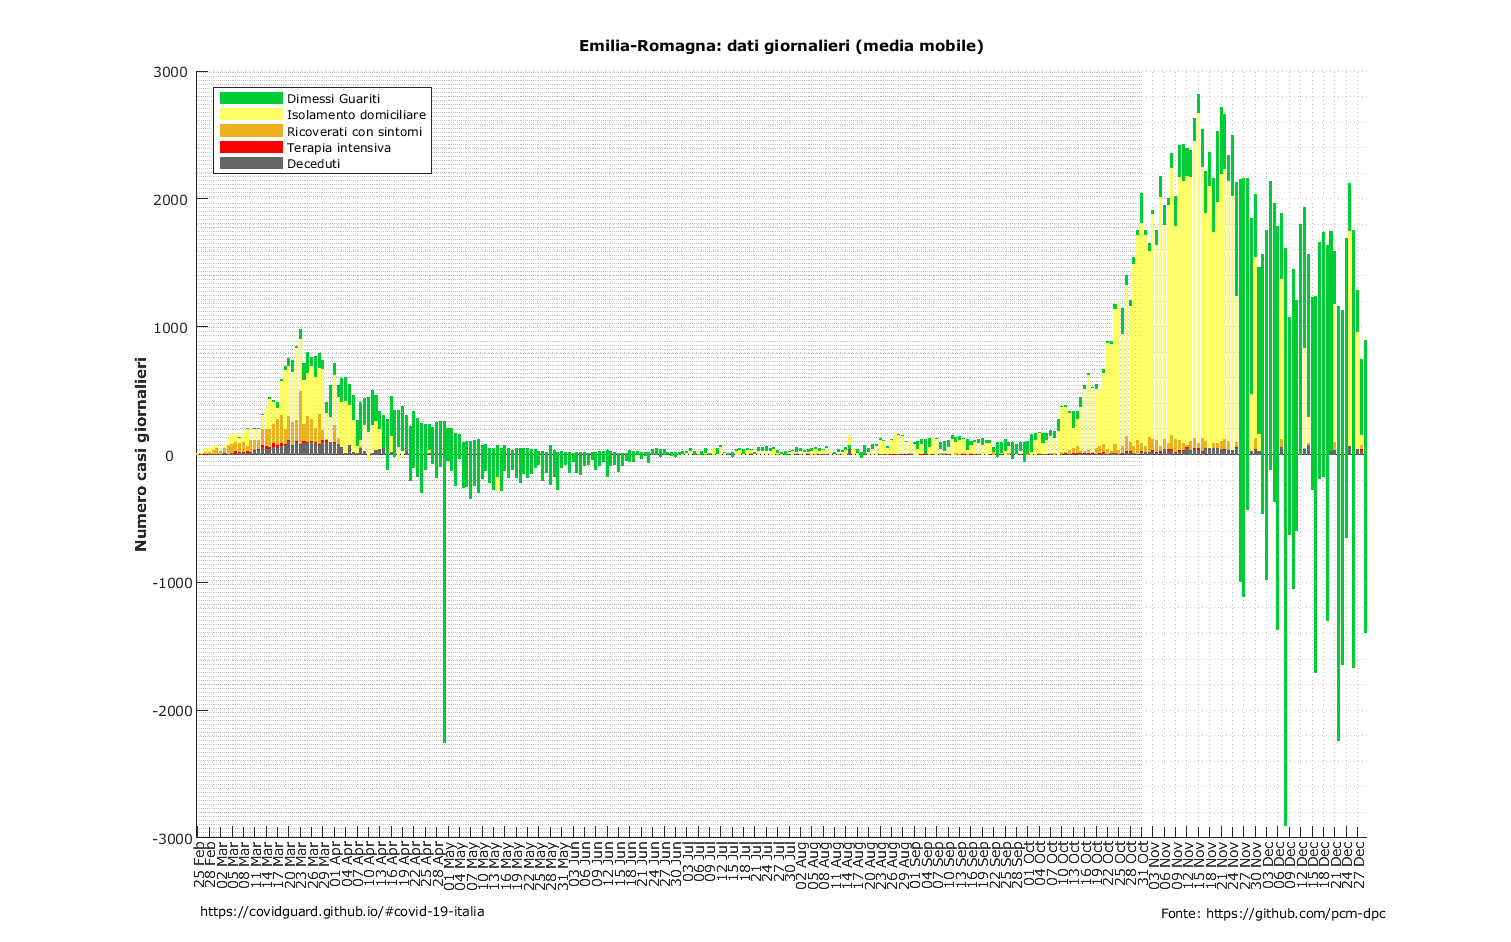 Emilia-Romagna: dati giornalieri (media mobile)
3000
2000
1000
0
-1000
-2000
-3000
Numero casi giornalieri
Dimessi Guariti
Isolamento domiciliare
Ricoverati con sintomi
Terapia intensiva
Deceduti
25 Feb
28 Feb
02 Mar
05 Mar
08 Mar
11 Mar
14 Mar
17 Mar
20 Mar
23 Mar
26 Mar
29 Mar
01 Apr
04 Apr
07 Apr
10 Apr
13 Apr
16 Apr
19 Apr
22 Apr
25 Apr
28 Apr
01 May
04 May
07 May
10 May
13 May
16 May
19 May
22 May
25 May
28 May
31 May
03 Jun
06 Jun
09 Jun
12 Jun
15 Jun
18 Jun
21 Jun
24 Jun
27 Jun
30 Jun
03 Jul
06 Jul
09 Jul
12 Jul
15 Jul
18 Jul
21 Jul
24 Jul
27 Jul
30 Jul
02 Aug
05 Aug
08 Aug
11 Aug
14 Aug
17 Aug
20 Aug
23 Aug
26 Aug
29 Aug
01 Sep
04 Sep
07 Sep
10 Sep
13 Sep
16 Sep
19 Sep
22 Sep
25 Sep
28 Sep
01 Oct
04 Oct
07 Oct
10 Oct
13 Oct
16 Oct
19 Oct
22 Oct
25 Oct
28 Oct
31 Oct
03 Nov
06 Nov
09 Nov
12 Nov
15 Nov
18 Nov
21 Nov
24 Nov
27 Nov
30 Nov
03 Dec
06 Dec
09 Dec
12 Dec
15 Dec
18 Dec
21 Dec
24 Dec
27 Dec
https://covidguard.github.io/#covid-19-italia
Fonte: https://github.com/pcm-dpc